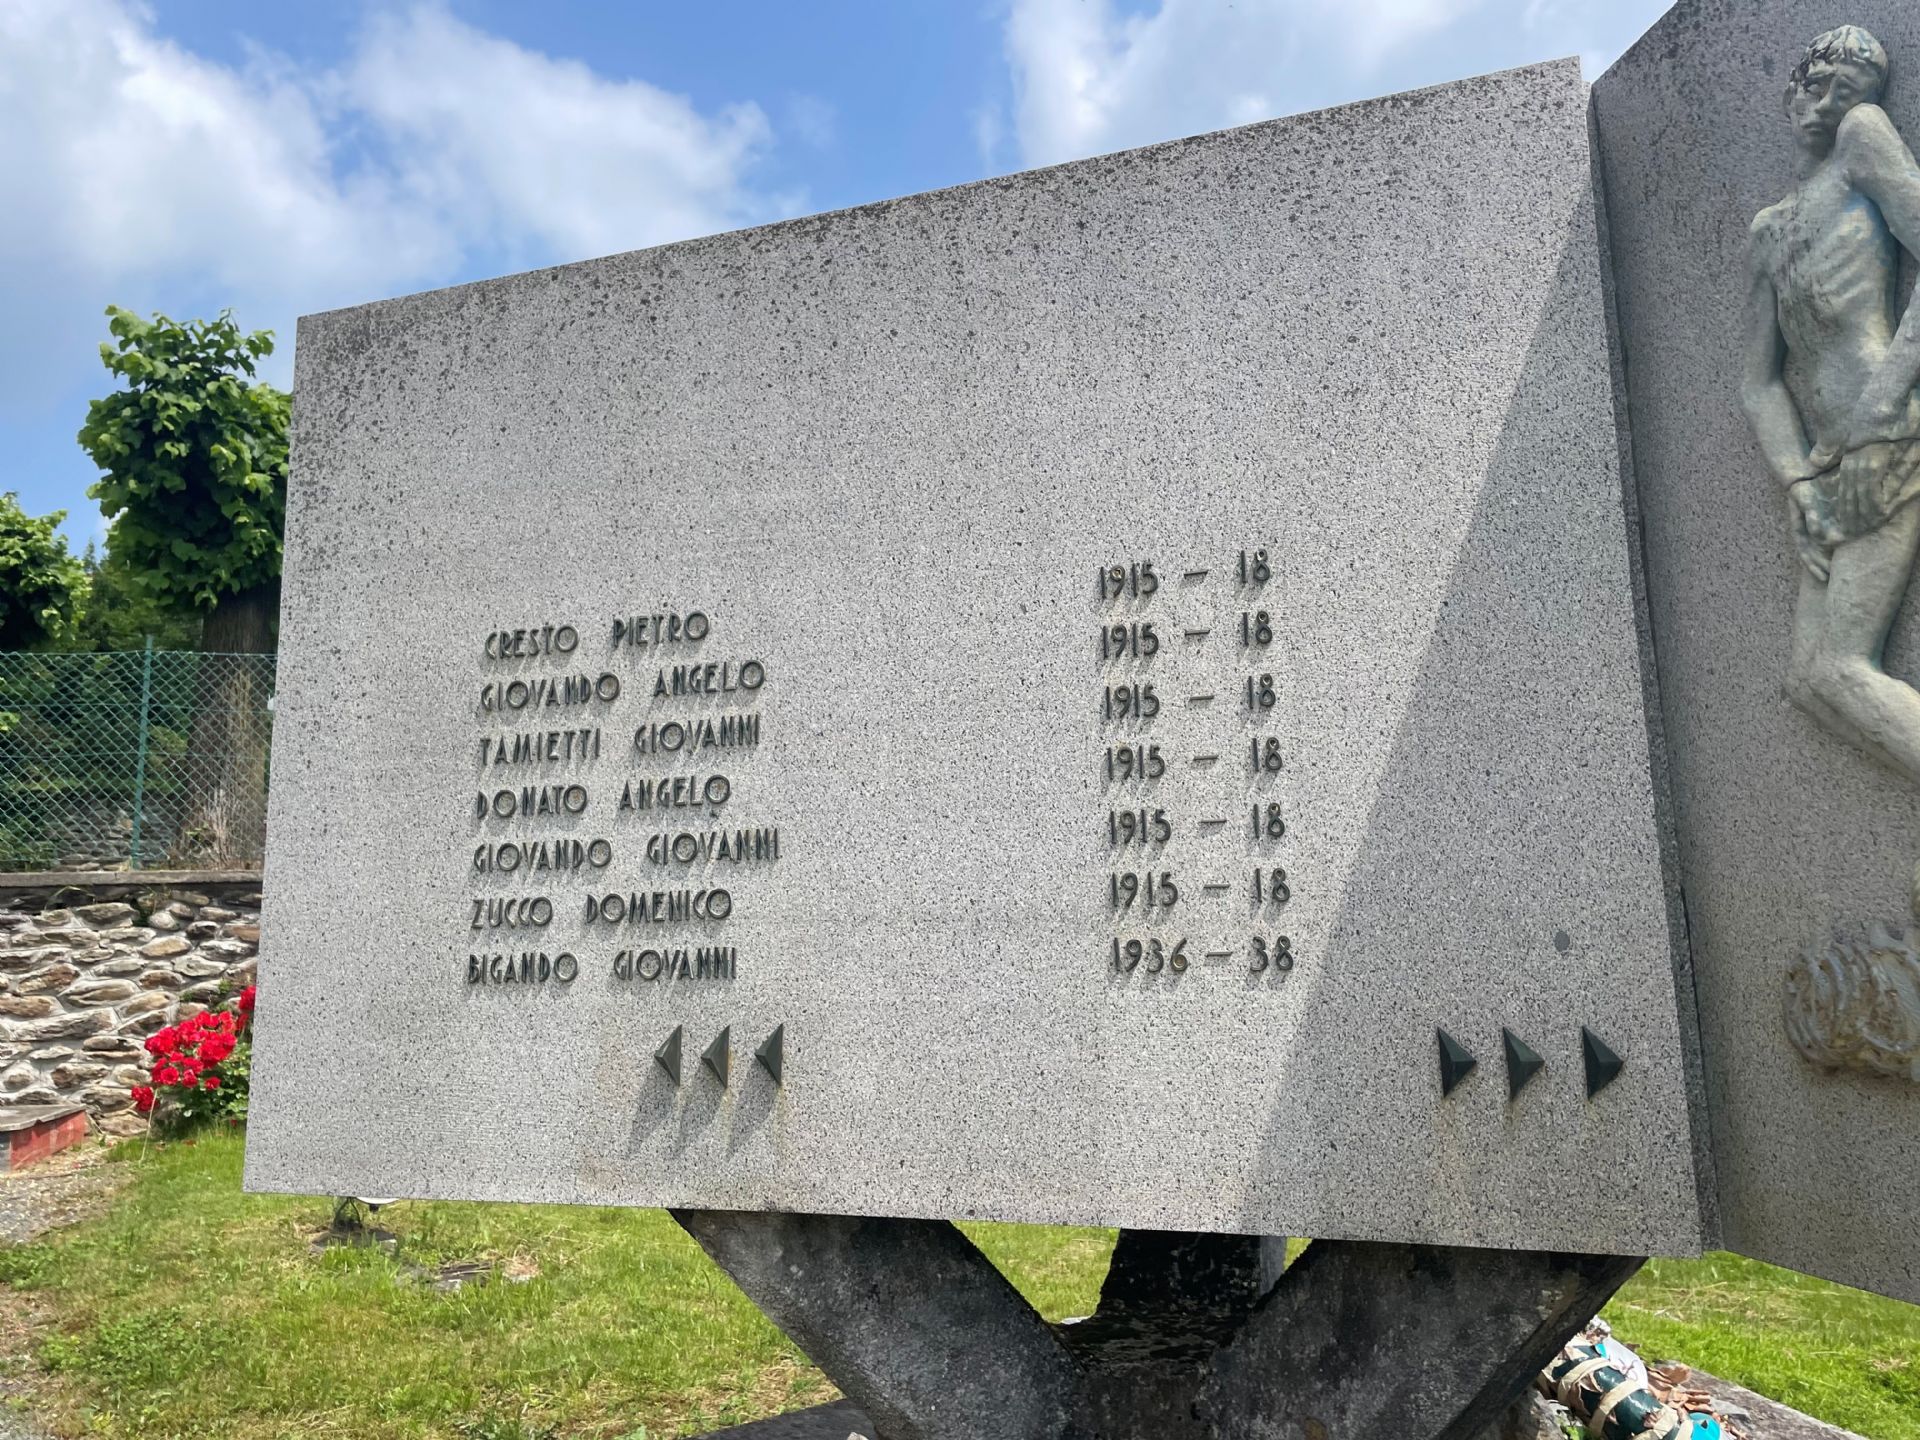 CRESTO PIETRO 1915 - 18
GIOVANDO ANGELO 1915 - 18
TAMIETTI GIOVANNI 1915 - 18
DONATO ANGELO 1915 - 18
GIOVANDO GIOVANNI 1915 - 18
ZUCCO DOMENICO 1915 - 18
BIGANDO GIOVANNI 1936 - 38